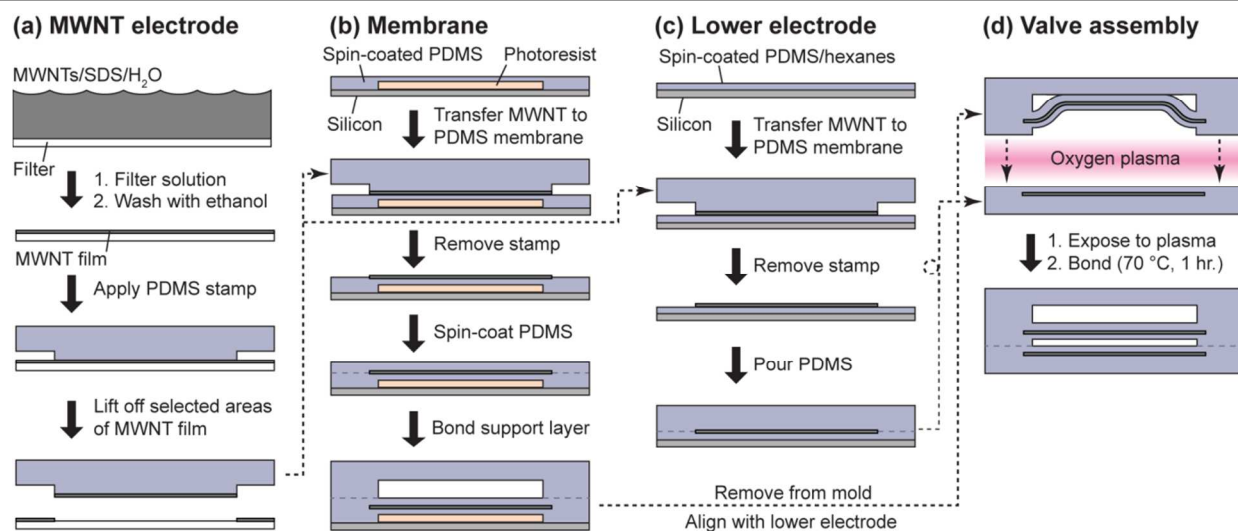 (a) MWNT electrode
MWNTs/SDS/H₂O
Filter
1. Filter solution
2. Wash with ethanol
MWNT film
Apply PDMS stamp
Lift off selected areas
of MWNT film
(b) Membrane
Spin-coated PDMS
Photoresist
Silicon
Transfer MWNT to
PDMS membrane
Remove stamp
Spin-coat PDMS
Bond support layer
(c) Lower electrode
Spin-coated PDMS/hexanes
Silicon
Transfer MWNT to
PDMS membrane
Remove stamp
Pour PDMS
Remove from mold
Align with lower electrode
(d) Valve assembly
Oxygen plasma
1. Expose to plasma
2. Bond (70 °C, 1 hr.)